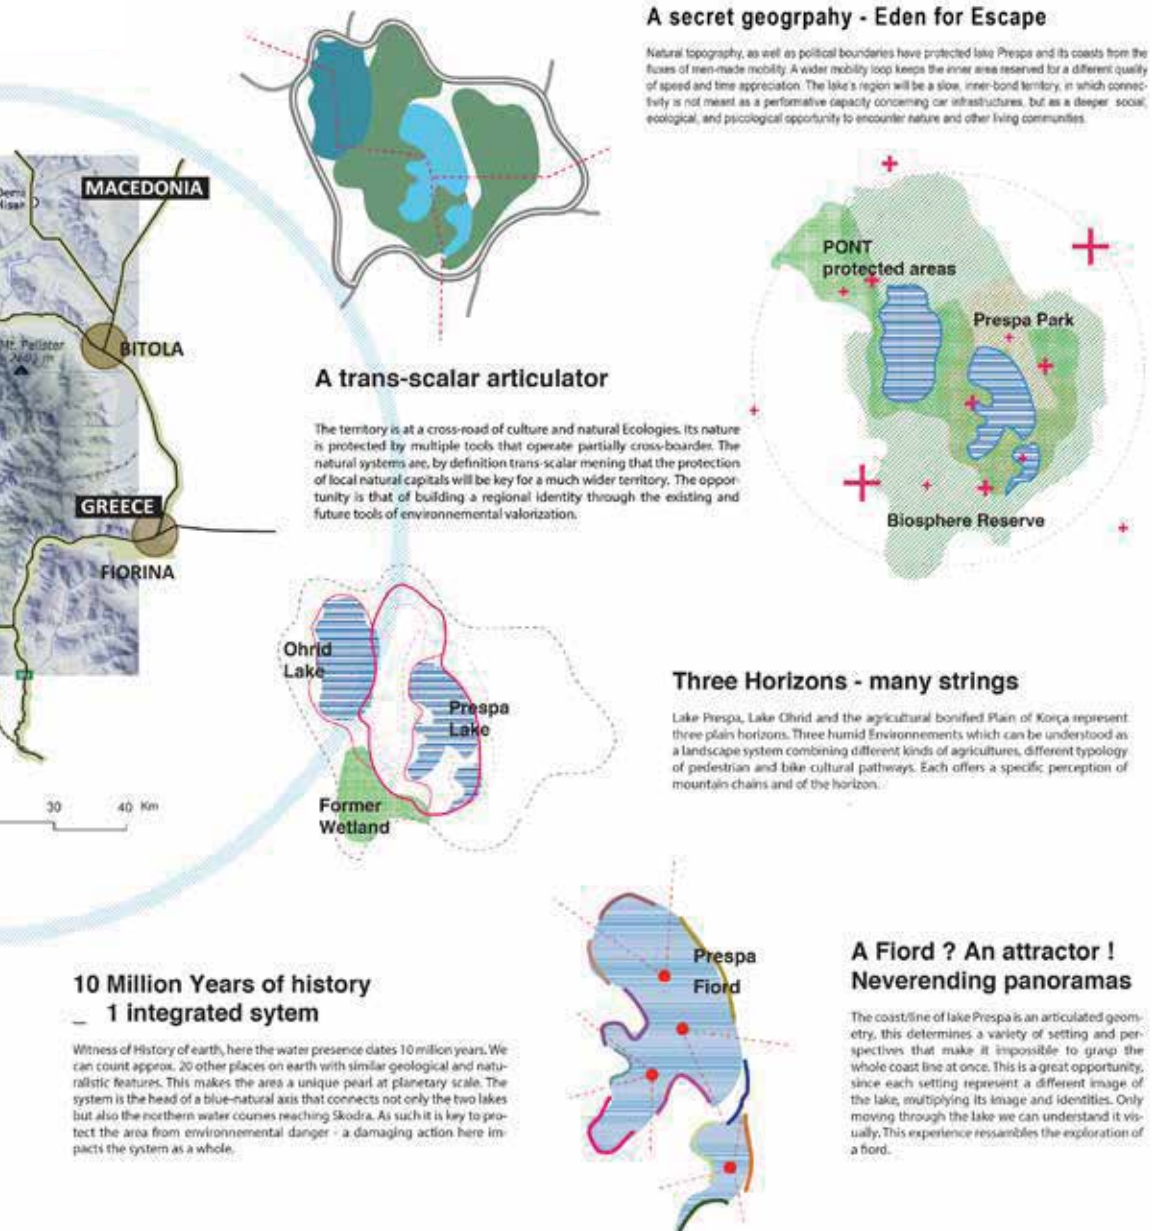 A secret geogrpahy - Eden for Escape
Natural topography, as well as political boundaries have protected lake Prespa and its coasts from the
fluxes of men-made mobility. A wider mobility loop keeps the inner area reserved for a different quality
of speed and time appreciation. The lake's region will be a slow, inner-bond territory, in which connec-
tivity is not meant as a performative capacity concerning car infrastructures, but as a deeper social,
ecological, and psicological opportunity to encounter nature and other living communities.
MACEDONIA
Mt. Pelister
2601 m
BITOLA
GREECE
FIORINA
30
40 Km
PONT
protected areas
Prespa Park
Biosphere Reserve
A trans-scalar articulator
The territory is at a cross-road of culture and natural Ecologies. Its nature
is protected by multiple tools that operate partially cross-boarder. The
natural systems are, by definition trans-scalar mening that the protection
of local natural capitals will be key for a much wider territory. The oppor-
tunity is that of building a regional identity through the existing and
future tools of environnemental valorization.
Ohrid
Lake
Prespa
Lake
Former
Wetland
Three Horizons - many strings
Lake Prespa, Lake Ohrid and the agricultural bonified Plain of Korça represent
three plain horizons. Three humid Environnements which can be understood as
a landscape system combining different kinds of agricultures, different typology
of pedestrian and bike cultural pathways. Each offers a specific perception of
mountain chains and of the horizon.
10 Million Years of history
_ 1 integrated sytem
Witness of History of earth, here the water presence dates 10 milion years. We
can count approx. 20 other places on earth with similar geological and natu-
ralistic features. This makes the area a unique pearl at planetary scale. The
system is the head of a blue-natural axis that connects not only the two lakes
but also the northern water courses reaching Skodra. As such it is key to pro-
tect the area from environnemental danger - a damaging action here im-
pacts the system as a whole.
Prespa
Fiord
A Fiord ? An attractor !
Neverending panoramas
The coast/line of lake Prespa is an articulated geom-
etry, this determines a variety of setting and per-
spectives that make it impossible to grasp the
whole coast line at once. This is a great opportunity,
since each setting represent a different image of
the lake, multiplying its image and identities. Only
moving through the lake we can understand it vis-
ually. This experience ressambles the exploration of
a fiord.